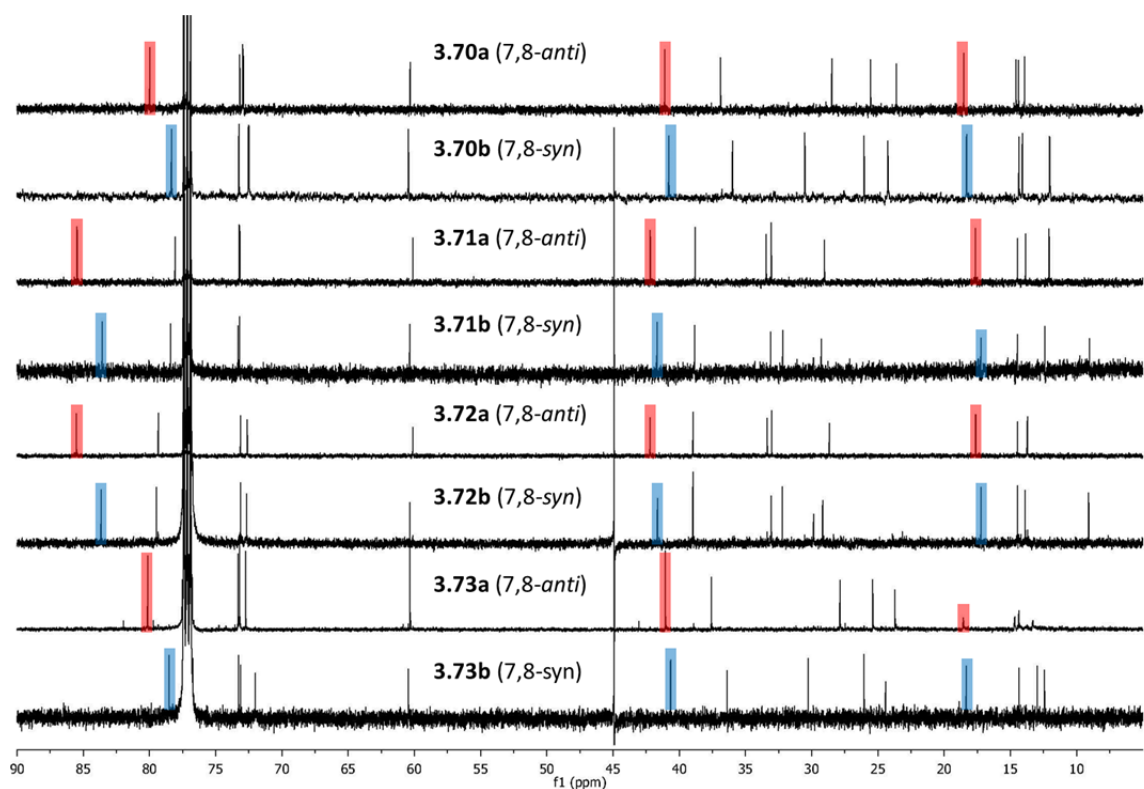 3.70a (7,8-anti)
3.70b (7,8-syn)
3.71a (7,8-anti)
3.71b (7,8-syn)
3.72a (7,8-anti)
3.72b (7,8-syn)
3.73a (7,8-anti)
3.73b (7,8-syn)
90 85 80 75 70 65 60 55 50 45 40 35 30 25 20 15 10
f1 (ppm)